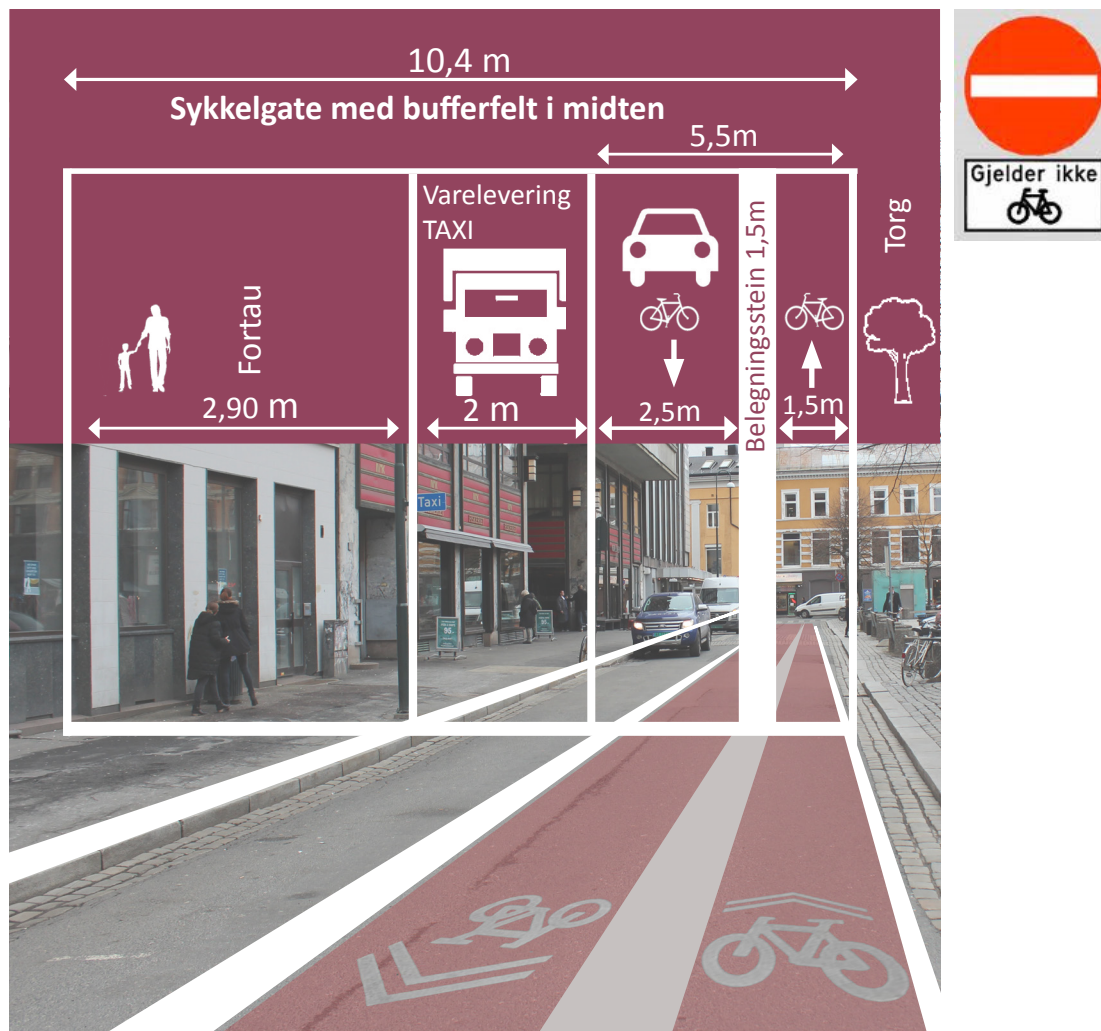 10,4 m
Sykkelgate med bufferfelt i midten
5,5m
Varelevering
TAXI
Fortau
2,90 m
2 m
2,5m
Belegningsstein 1,5m
1,5m
Torg
Taxi
Gjelder ikke